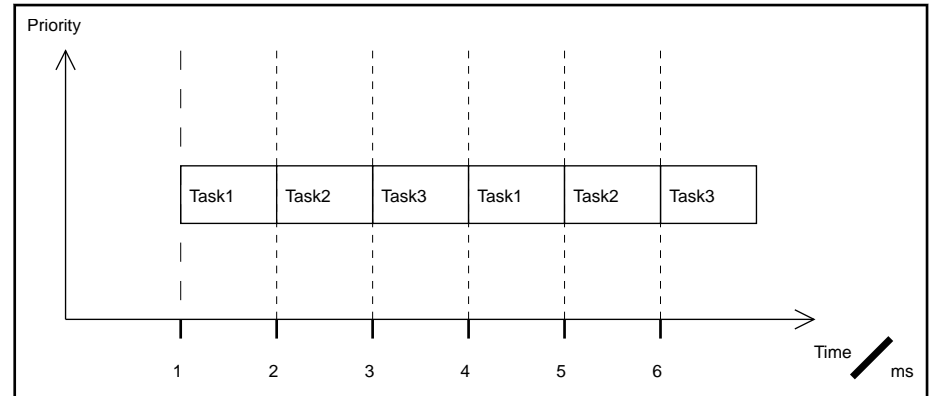 Priority
Task1 Task2 Task3 Task1 Task2 Task3
1 2 3 4 5 6
Time
ms